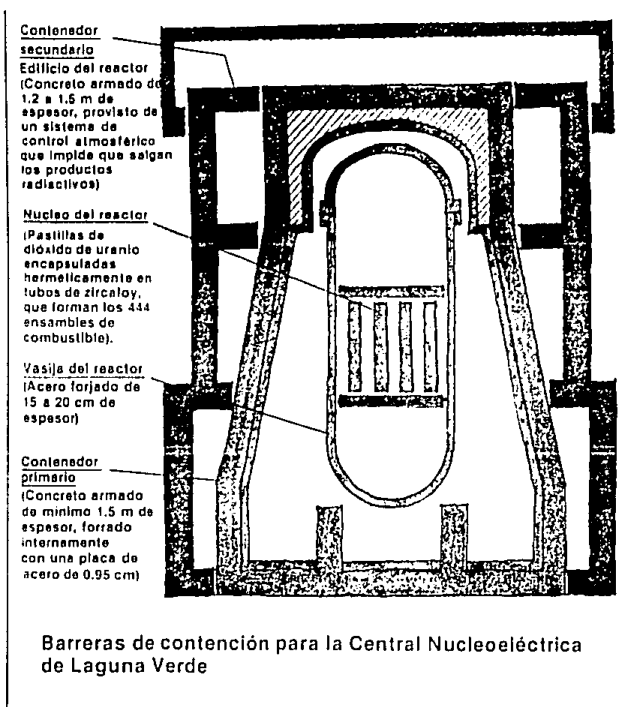 Contenedor
secundario
Edificio del reactor
(Concreto armado de
1.2 a 1.5 m de
espesor, provisto de
un sistema de
control atmosférico
que impide que salgan
los productos
radiactivos)
Nucleo del reactor
(Pastillas de
dióxido de uranio
encapsuladas
herméticamente en
tubos de zircaloy,
que forman los 444
ensambles de
combustible).
Vasija del reactor
(Acero forjado de
15 a 20 cm de
espesor)
Contenedor
primario
(Concreto armado
de mínimo 1.5 m de
espesor, forrado
internamente
con una placa de
acero de 0.95 cm)
Barreras de contención para la Central Nucleoeléctrica
de Laguna Verde